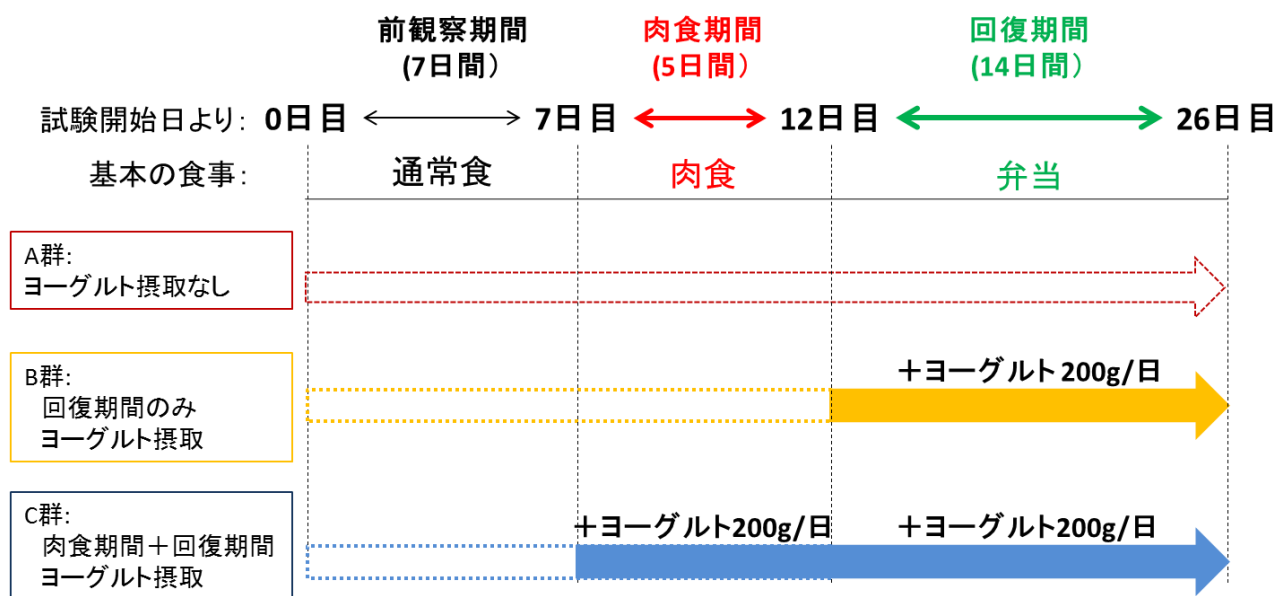 前観察期間 肉食期間 回復期間
(7日間) (5日間) (14日間)
試験開始日より: 0日目 7日目 12日目 26日目
基本の食事: 通常食 肉食 弁当
A群:
ヨーグルト摂取なし
B群:
回復期間のみ
ヨーグルト摂取
+ヨーグルト 200g/日
C群:
肉食期間+回復期間
ヨーグルト摂取
+ヨーグルト200g/日 +ヨーグルト200g/日